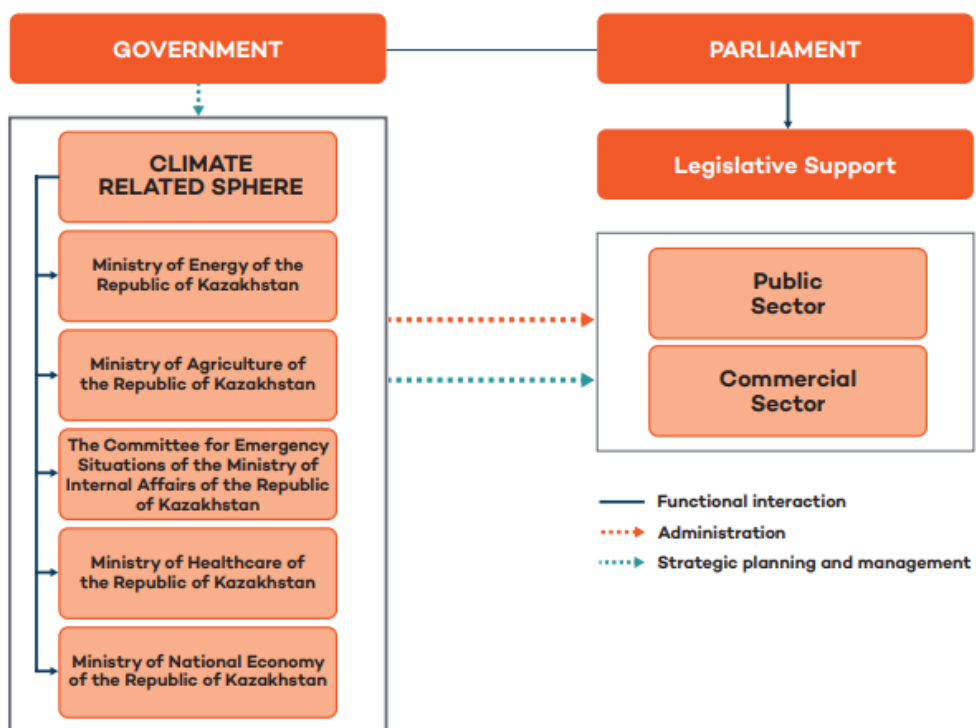 GOVERNMENT
PARLIAMENT
CLIMATE
RELATED SPHERE
Ministry of Energy of the
Republic of Kazakhstan
Ministry of Agriculture of
the Republic of Kazakhstan
The Committee for Emergency
Situations of the Ministry of
Internal Affairs of the Republic
of Kazakhstan
Ministry of Healthcare of
the Republic of Kazakhstan
Ministry of National Economy
of the Republic of Kazakhstan
Legislative Support
Public
Sector
Commercial
Sector
Functional interaction
Administration
Strategic planning and management